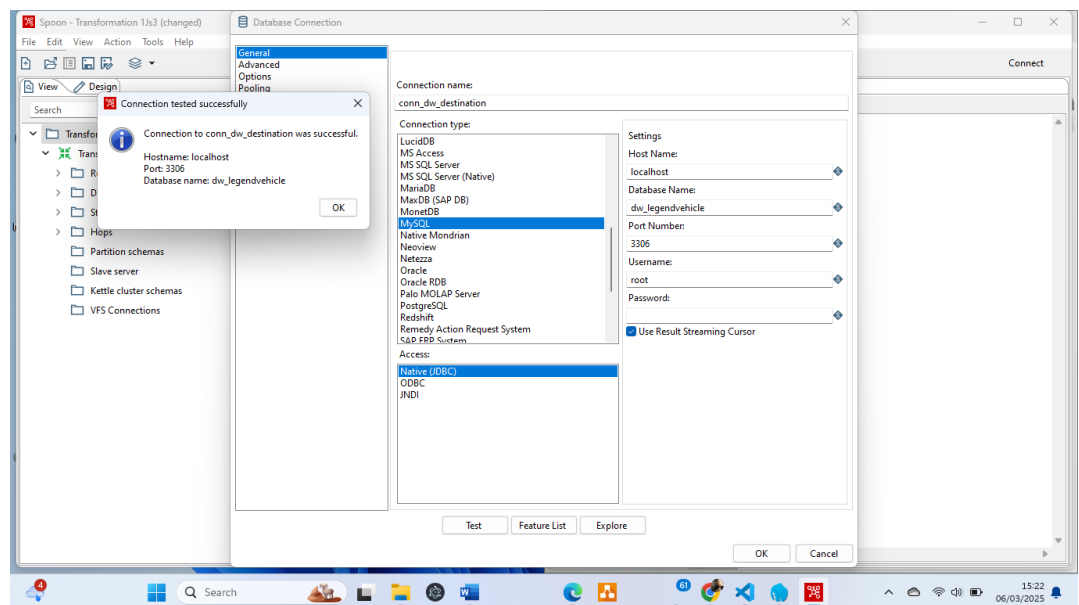 Spoon - Transformation 1Js3 (changed)
File Edit View Action Tools Help
Connect
View
Design
Search
Transfor
Trans
R
D
St
Hops
Partition schemas
Slave server
Kettle cluster schemas
VFS Connections
Connection tested successfully
Connection to conn_dw_destination was successful.
Hostname: localhost
Port: 3306
Database name: dw_legendvehicle
OK
Database Connection
General
Advanced
Options
Pooling
Connection name:
conn_dw_destination
Connection type:
LucidDB
MS Access
MS SQL Server
MS SQL Server (Native)
MariaDB
MaxDB (SAP DB)
MonetDB
MySQL
Native Mondrian
Neoview
Netezza
Oracle
Oracle RDB
Palo MOLAP Server
PostgreSQL
Redshift
Remedy Action Request System
SAP ERP System
Access:
Native (JDBC)
ODBC
JNDI
Settings
Host Name:
localhost
Database Name:
dw_legendvehicle
Port Number:
3306
Username:
root
Password:
Use Result Streaming Cursor
Test
Feature List
Explore
OK
Cancel
4
Search
61
15:22
06/03/2025